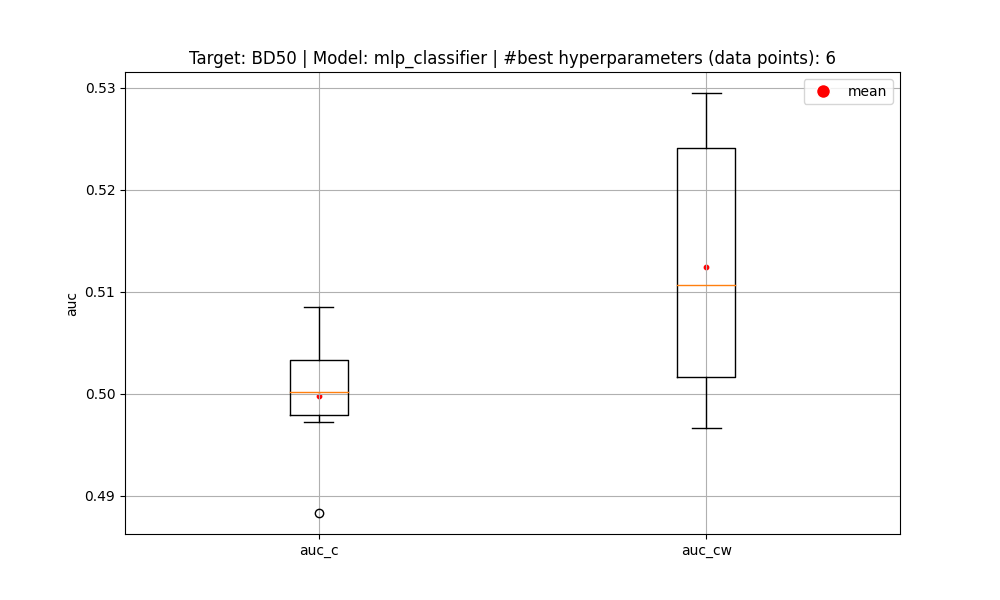 Target: BD50 | Model: mlp_classifier | #best hyperparameters (data points): 6
mean
0.53
0.52
0.51
0.50
0.49
auc
auc_c
auc_cw